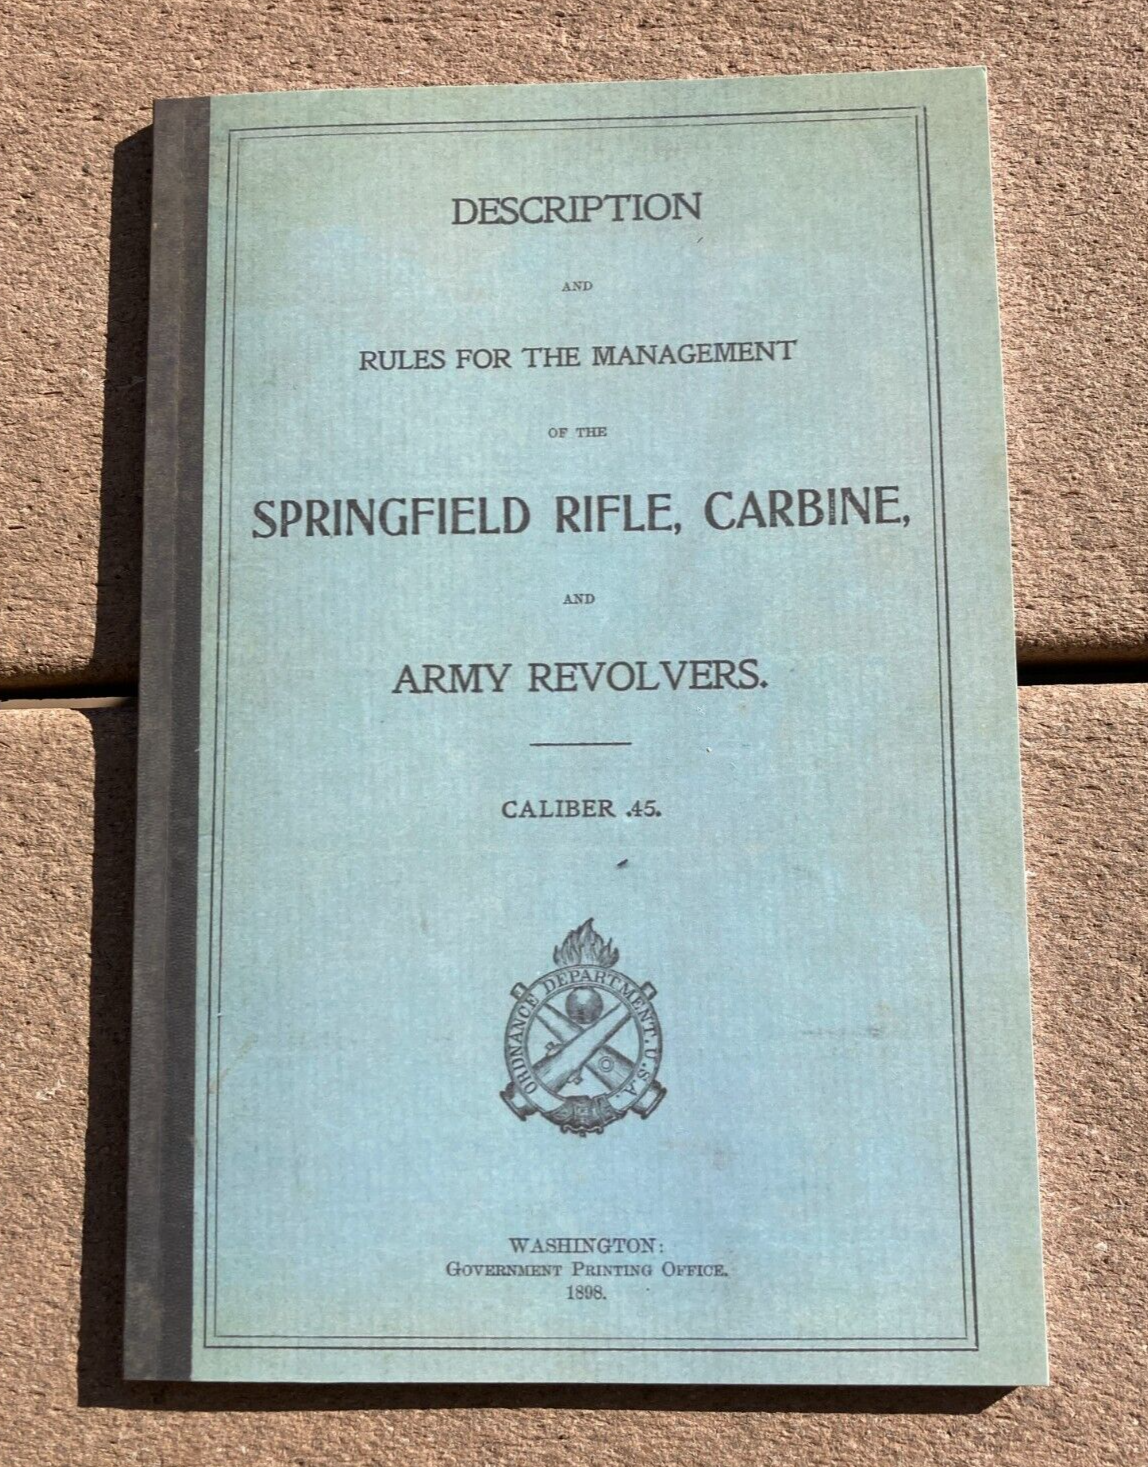 DESCRIPTION
AND
RULES FOR THE MANAGEMENT
OF THE
SPRINGFIELD RIFLE, CARBINE,
AND
ARMY REVOLVERS.
CALIBER .45.
ORDNANCE DEPARTMENT. U.S.A.
WASHINGTON:
GOVERNMENT PRINTING OFFICE.
1898.